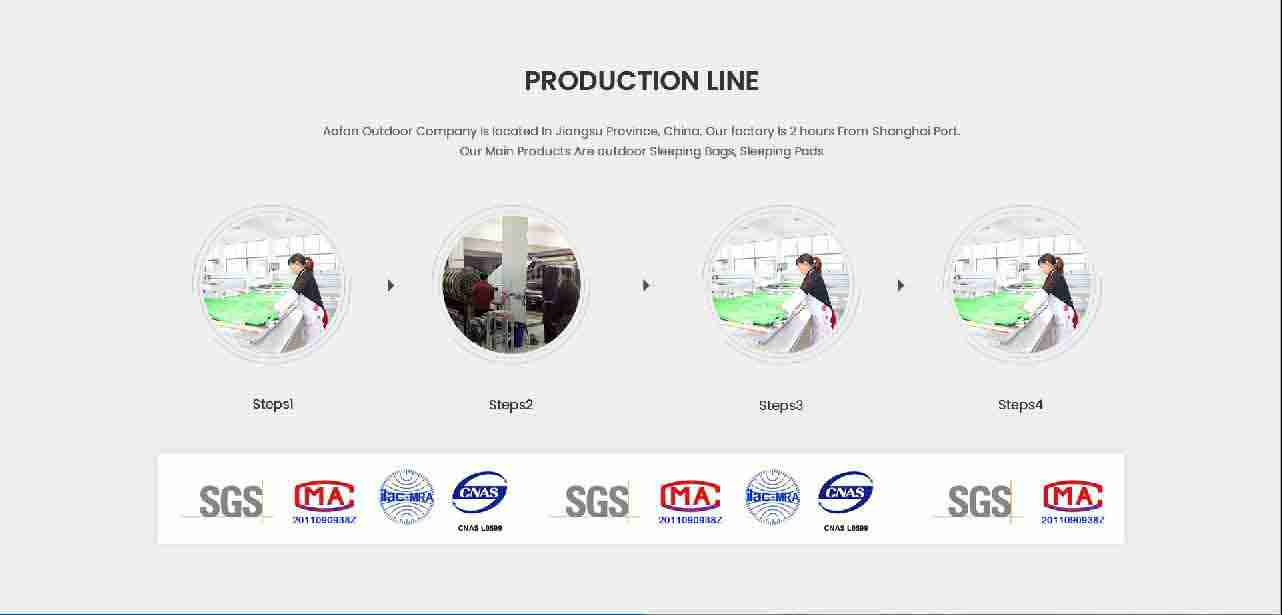 PRODUCTION LINE
Aofan Outdoor Company Is located In Jiangsu Province, China. Our factory Is 2 hours From Shanghai Port.
Our Main Products Are outdoor Sleeping Bags, Sleeping Pads
Steps1 Steps2 Steps3 Steps4
SGS MA ilac-MRA CNAS SGS MA ilac-MRA CNAS SGS MA
2011090938Z 2011090938Z 2011090938Z
CNAS L0599 CNAS L0599